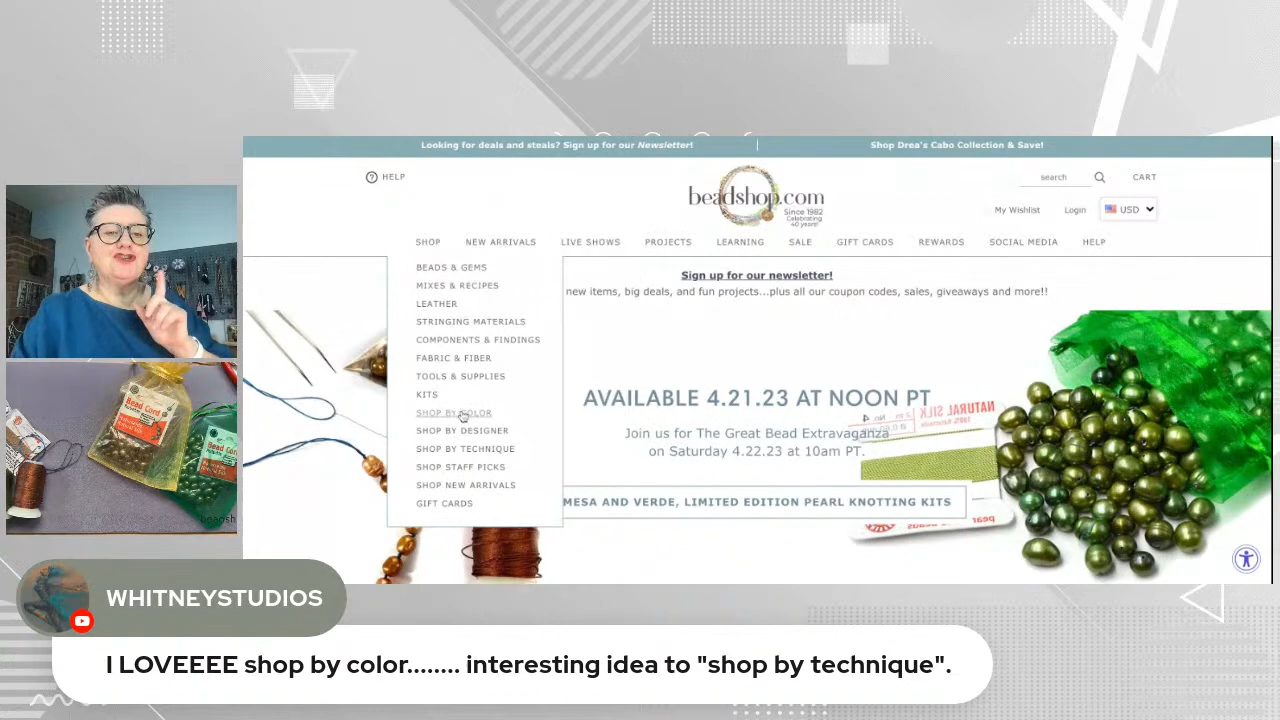 Looking for deals and steals? Sign up for our Newsletter!
Shop Drea's Cabo Collection & Save!
HELP
beadshop.com
Since 1982
Celebrating
40 years!
search
CART
My Wishlist
Login
USD
SHOP
NEW ARRIVALS
LIVE SHOWS
PROJECTS
LEARNING
SALE
GIFT CARDS
REWARDS
SOCIAL MEDIA
HELP
BEADS & GEMS
MIXES & RECIPES
LEATHER
STRINGING MATERIALS
COMPONENTS & FINDINGS
FABRIC & FIBER
TOOLS & SUPPLIES
KITS
SHOP BY COLOR
SHOP BY DESIGNER
SHOP BY TECHNIQUE
SHOP STAFF PICKS
SHOP NEW ARRIVALS
GIFT CARDS
Sign up for our newsletter!
new items, big deals, and fun projects...plus all our coupon codes, sales, giveaways and more!!
AVAILABLE 4.21.23 AT NOON PT
Join us for The Great Bead Extravaganza
on Saturday 4.22.23 at 10am PT.
MESA AND VERDE, LIMITED EDITION PEARL KNOTTING KITS
NATURAL SILK
No. 4
Bead Cord
Bead Cord
WHITNEYSTUDIOS
I LOVEEEE shop by color........ interesting idea to "shop by technique".